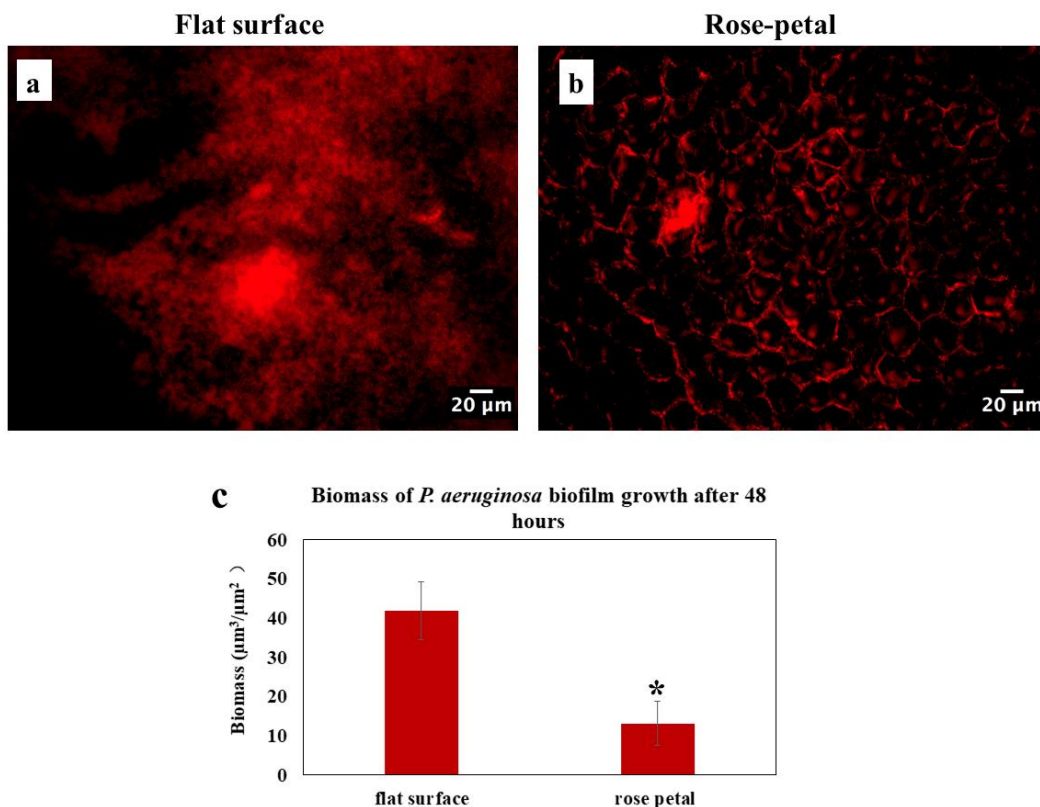 Flat surface
Rose-petal
a
b
20 µm
20 µm
c
Biomass of P. aeruginosa biofilm growth after 48
hours
Biomass (µm³/µm²）
60
50
40
30
20
10
0
*
flat surface
rose petal